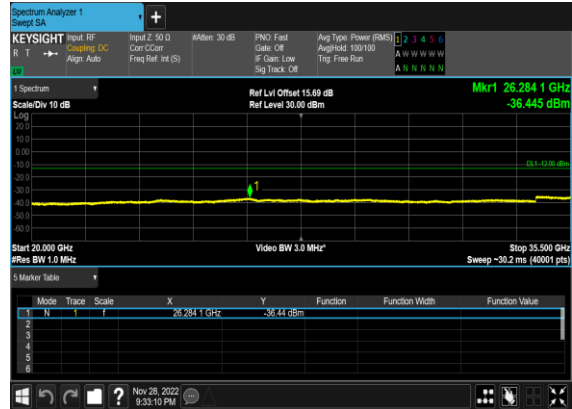 Spectrum Analyzer 1
Swept SA
+
KEYSIGHT Input: RF Input Z: 50 Ω #Atten: 30 dB PNO: Fast Avg Type: Power (RMS) 1 2 3 4 5 6
R T Coupling: DC Corr CCorr Gate: Off Avg|Hold: 100/100 A W W W W W
Align: Auto Freq Ref: Int (S) IF Gain: Low Trig: Free Run
Sig Track: Off A N N N N N
1 Spectrum Ref Lvl Offset 15.69 dB Mkr1 26.284 1 GHz
Scale/Div 10 dB Ref Level 30.00 dBm -36.445 dBm
Log
20.0
10.0
0.00
-10.0 DL1 -13.00 dBm
-20.0
-30.0 1
-40.0
-50.0
-60.0
Start 20.000 GHz Video BW 3.0 MHz* Stop 35.500 GHz
#Res BW 1.0 MHz Sweep ~30.2 ms (40001 pts)
5 Marker Table
Mode Trace Scale X Y Function Function Width Function Value
1 N 1 f 26.284 1 GHz -36.44 dBm
2
3
4
5
6
? Nov 28, 2022
9:33:10 PM